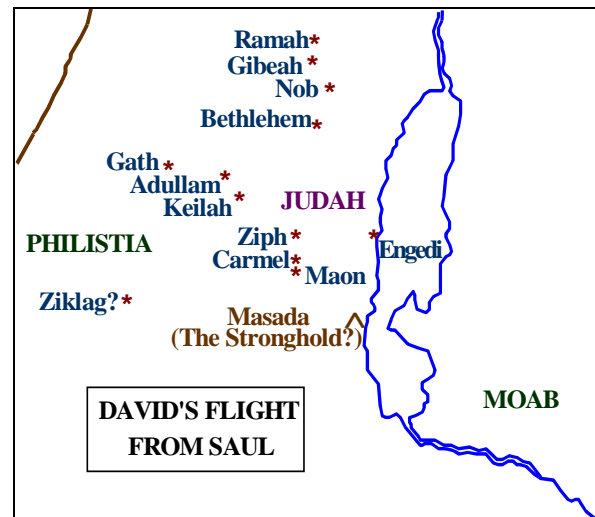 Ramah
Gibeah
Nob
Bethlehem
Gath
Adullam
Keilah
JUDAH
PHILISTIA
Ziph
Engedi
Carmel
Maon
Ziklag?
Masada
(The Stronghold?)
MOAB
DAVID'S FLIGHT
FROM SAUL